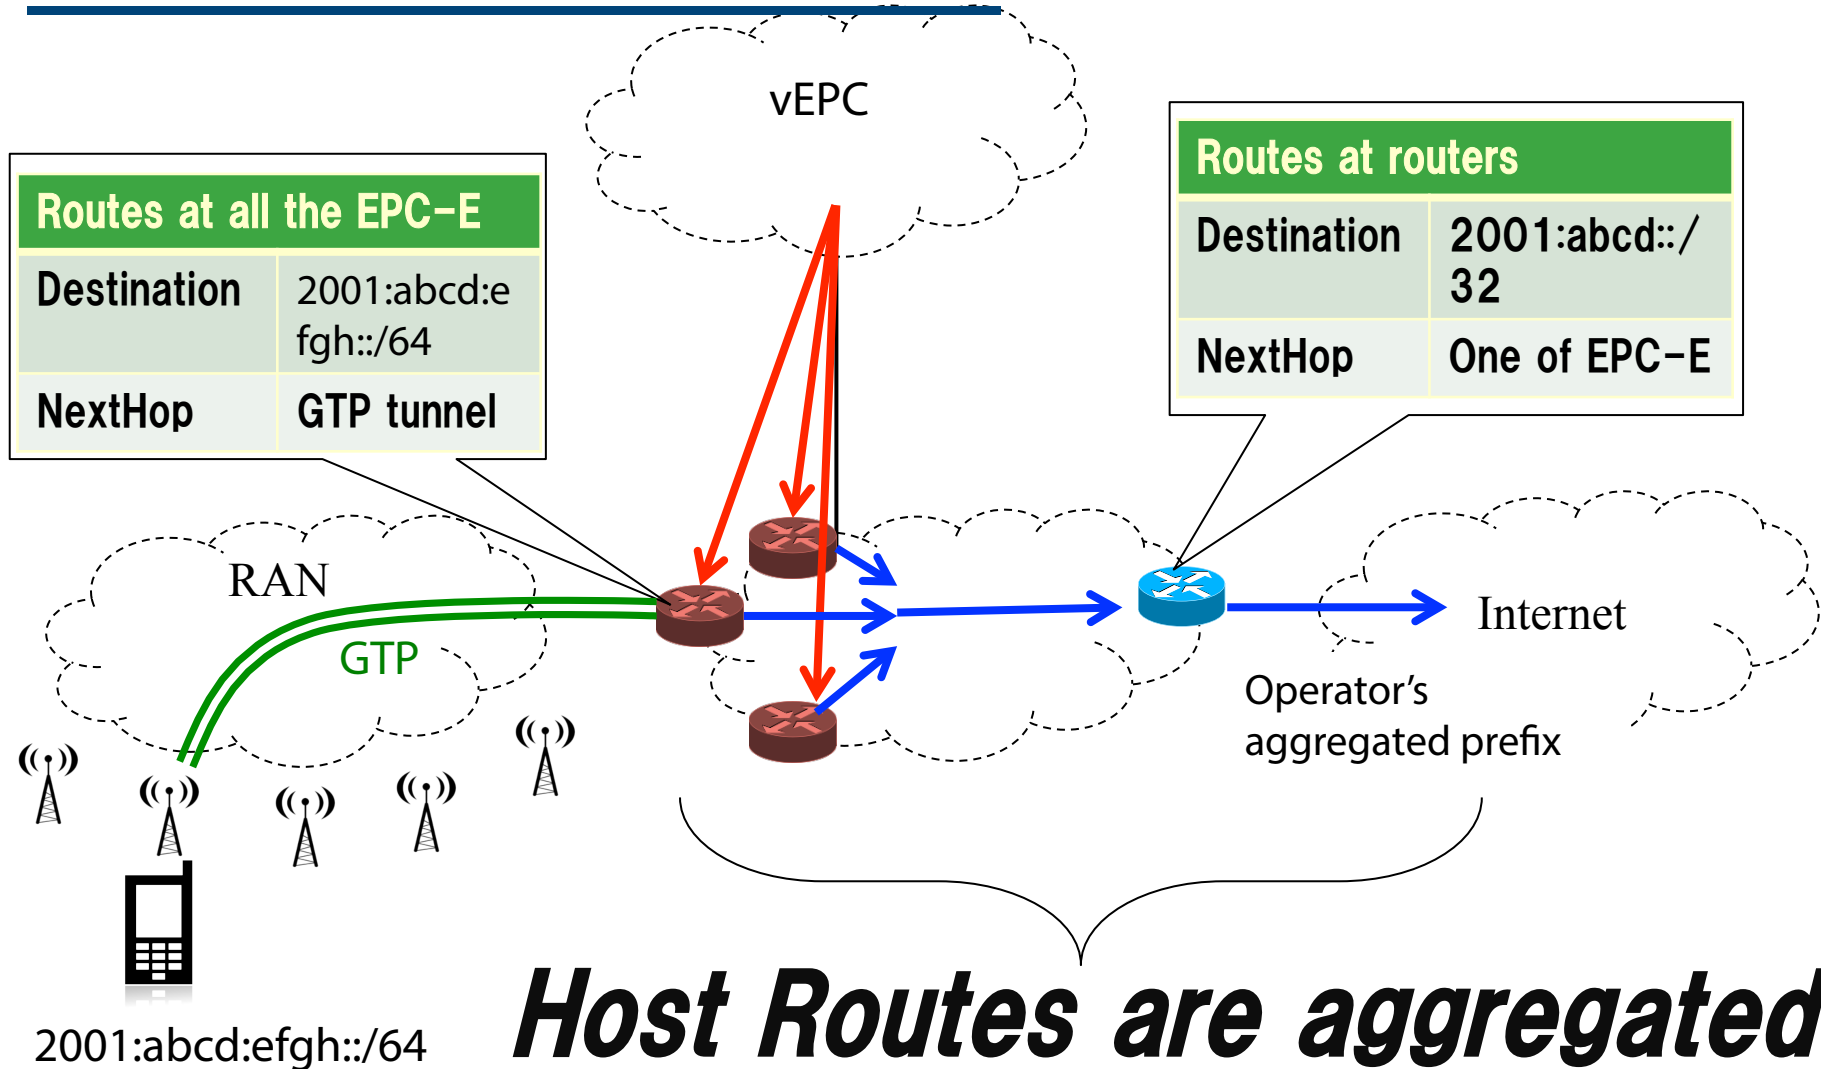 vEPC
Routes at all the EPC-E
Destination
2001:abcd:e
fgh::/64
NextHop
GTP tunnel
Routes at routers
Destination
2001:abcd::/
32
NextHop
One of EPC-E
RAN
GTP
Internet
Operator’s
aggregated prefix
2001:abcd:efgh::/64
Host Routes are aggregated